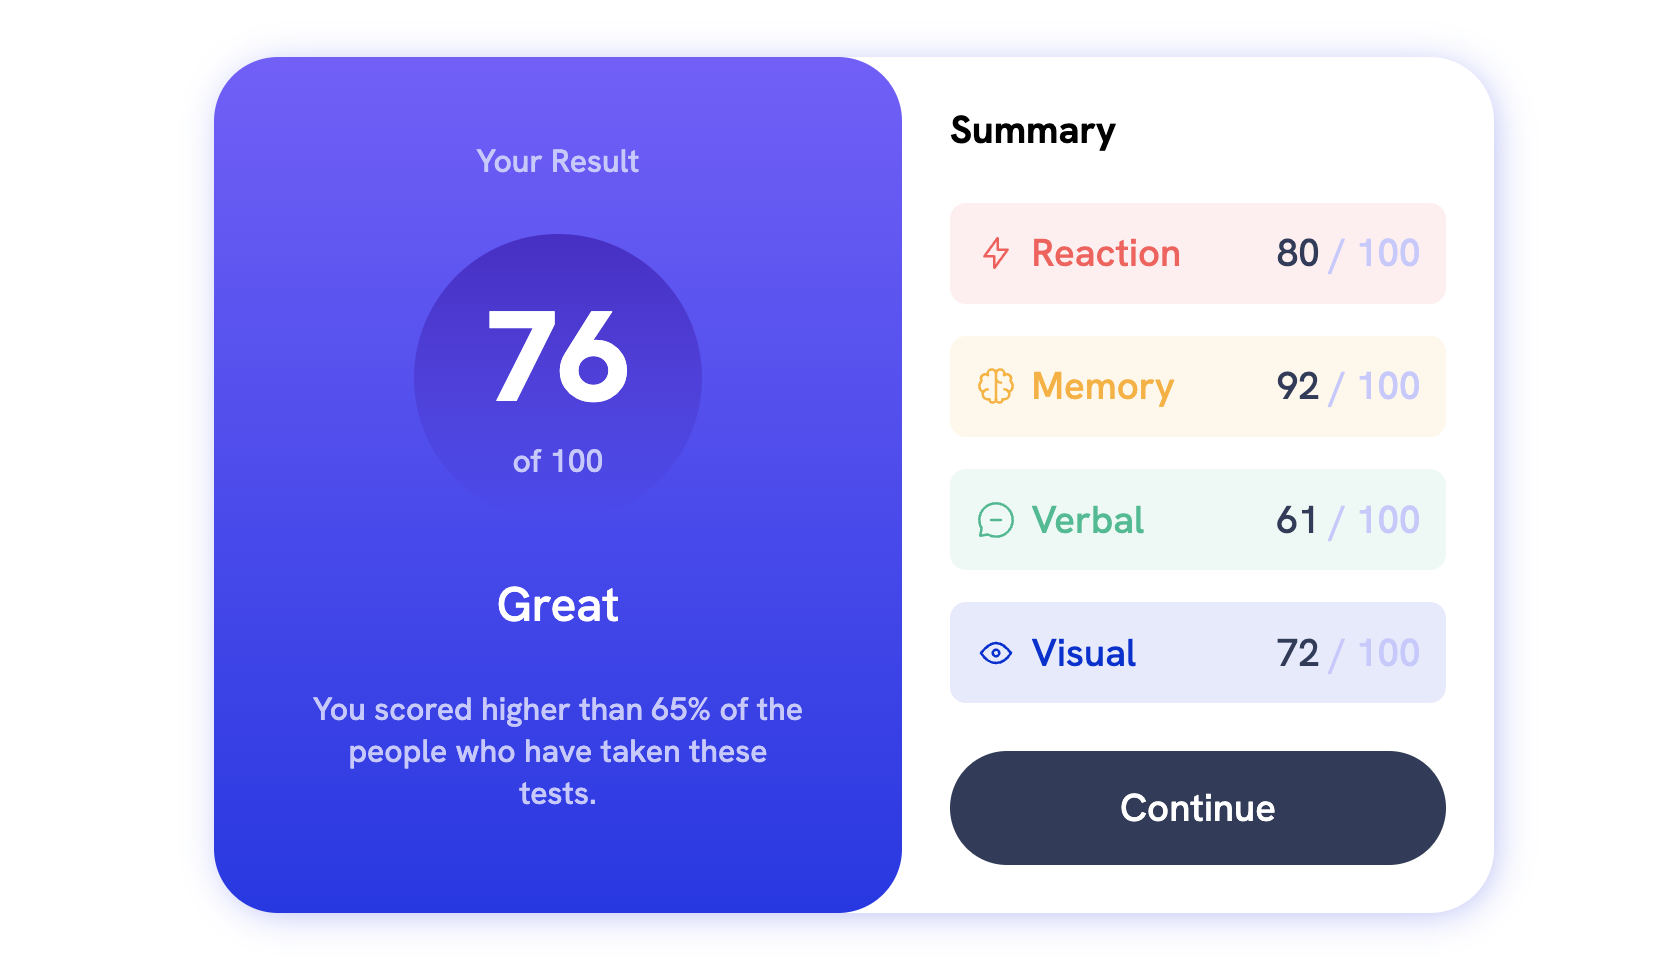 Your Result
76
of 100
Great
You scored higher than 65% of the
people who have taken these
tests.
Summary
Reaction 80 / 100
Memory 92 / 100
Verbal 61 / 100
Visual 72 / 100
Continue